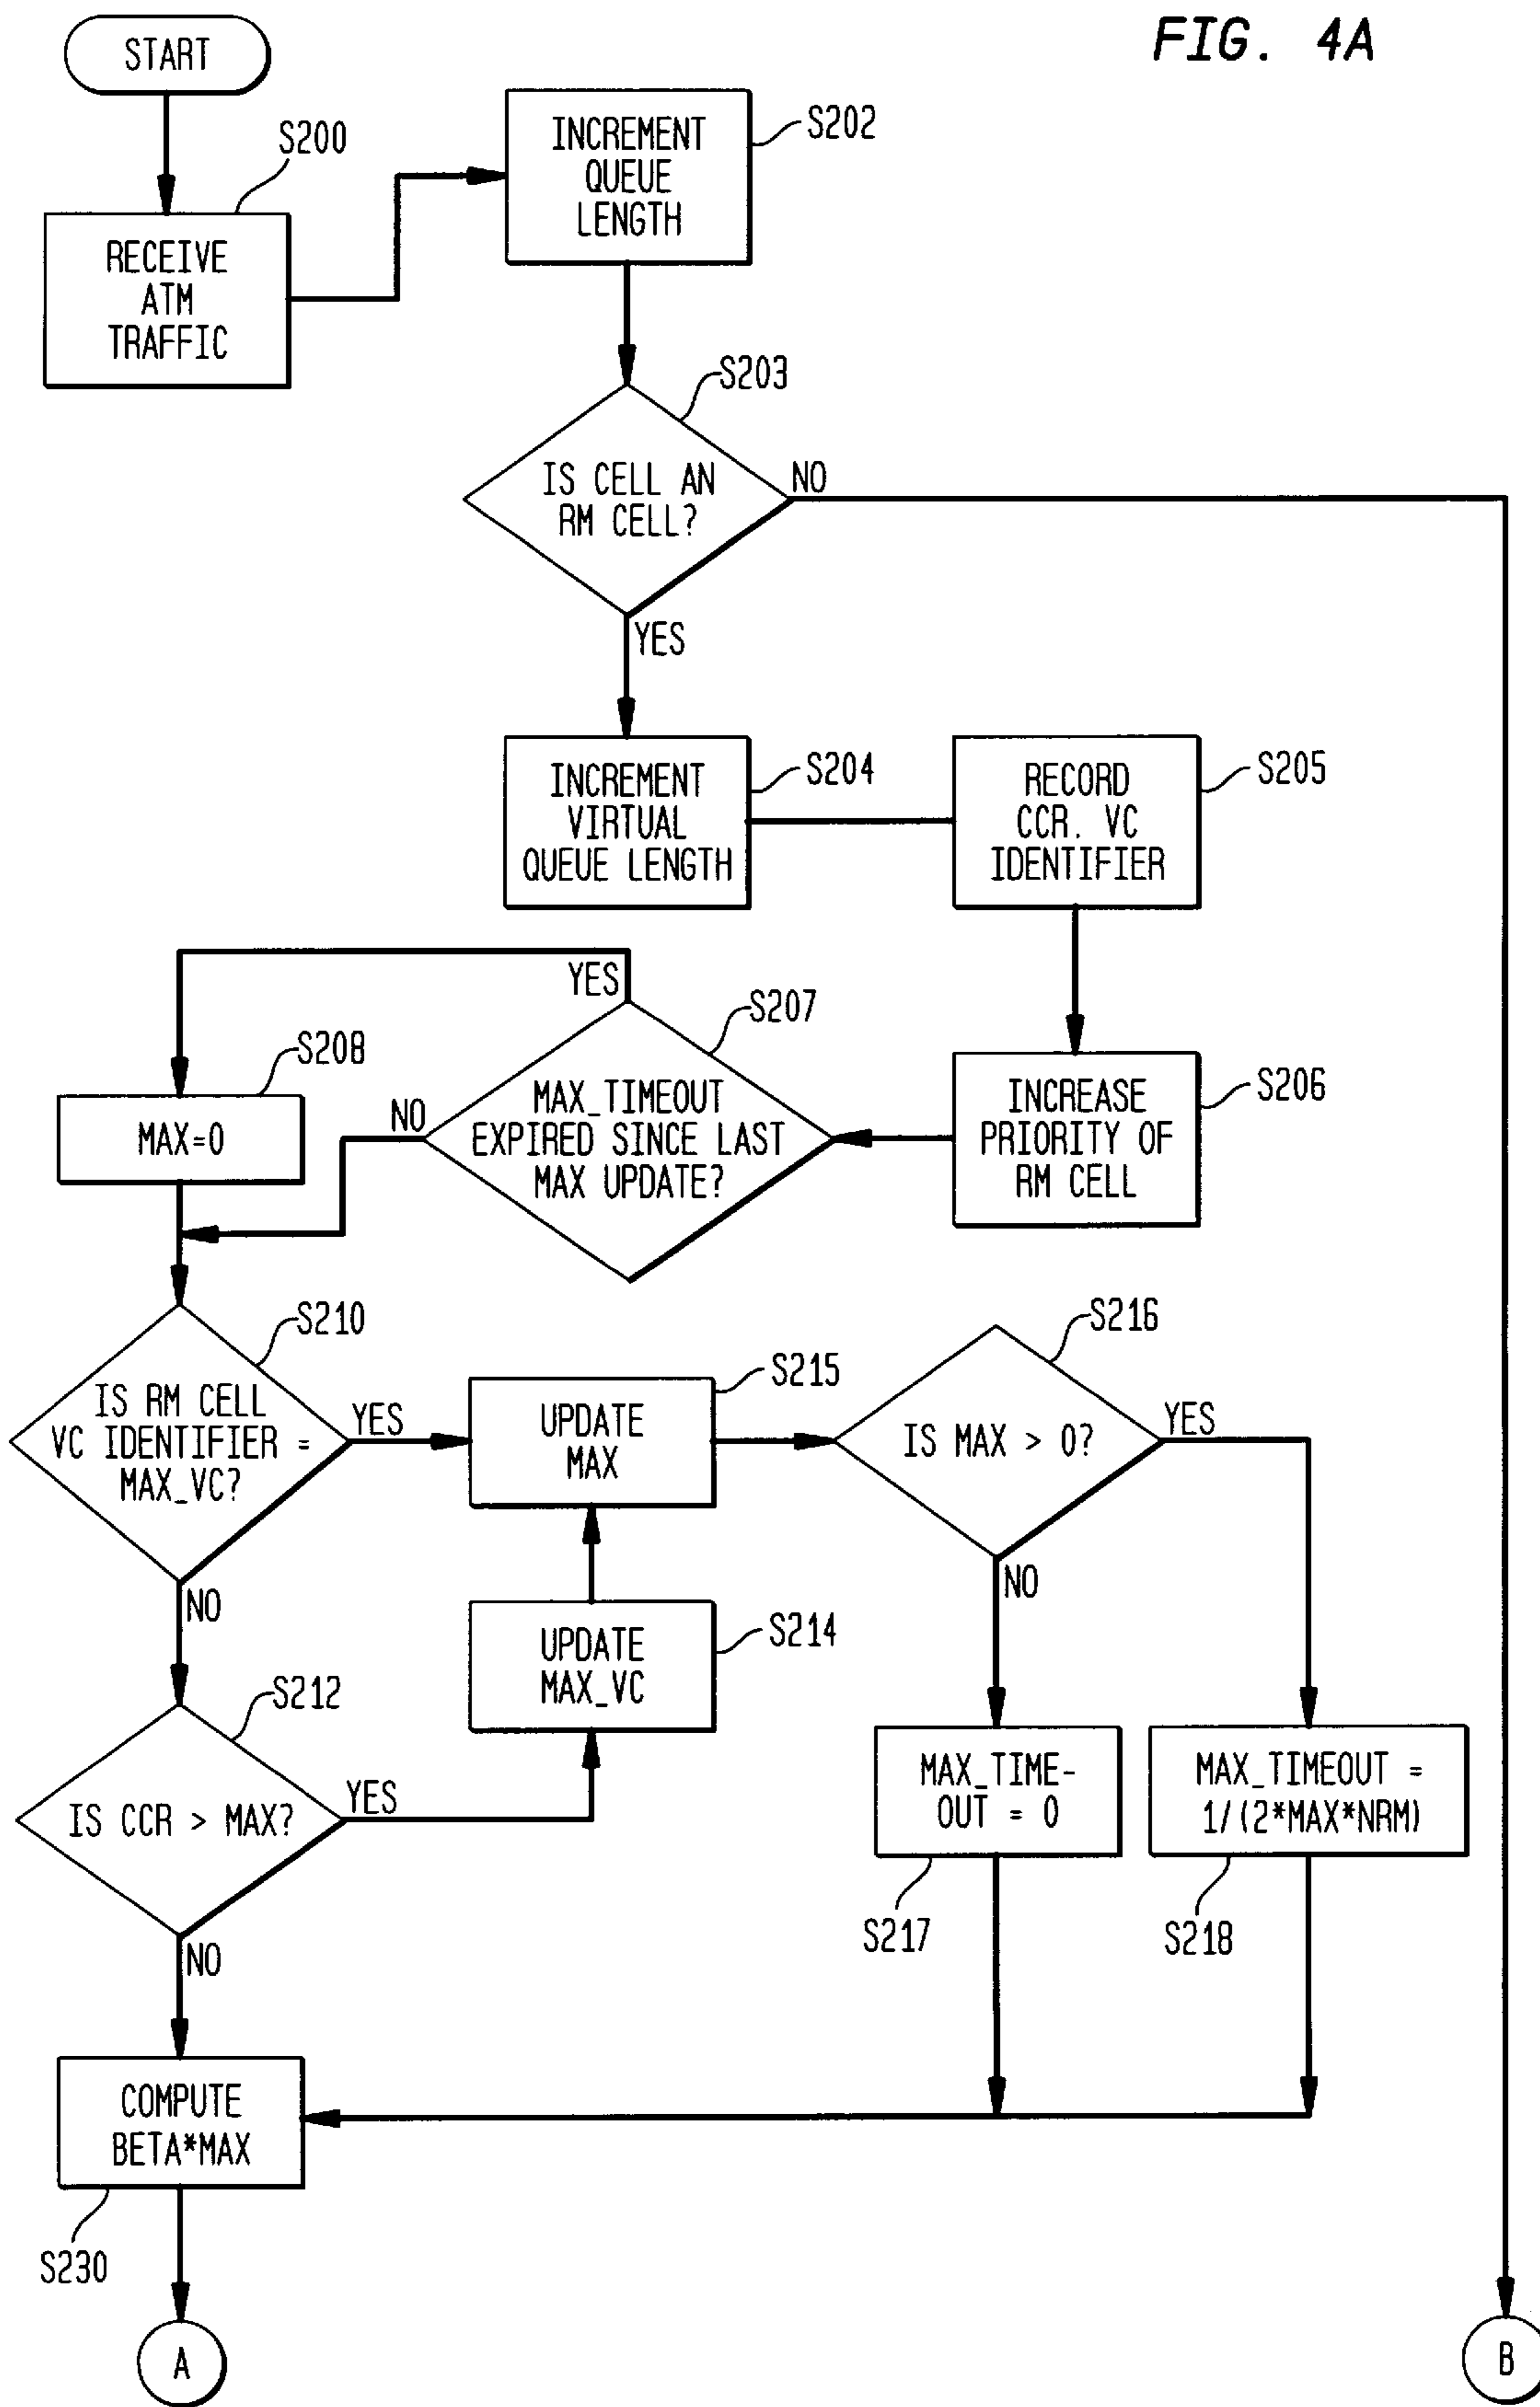 FIG. 4A
START
S200
RECEIVE
ATM
TRAFFIC
INCREMENT
QUEUE
LENGTH
S202
S203
IS CELL AN
RM CELL?
NO
YES
INCREMENT
VIRTUAL
QUEUE LENGTH
S204
RECORD
CCR. VC
IDENTIFIER
S205
YES
S207
S208
MAX=0
NO
MAX_TIMEOUT
EXPIRED SINCE LAST
MAX UPDATE?
INCREASE
PRIORITY OF
RM CELL
S206
S210
IS RM CELL
VC IDENTIFIER =
MAX_VC?
YES
NO
UPDATE
MAX
S215
S216
IS MAX > 0?
YES
NO
UPDATE
MAX_VC
S214
S212
IS CCR > MAX?
YES
NO
MAX_TIME-
OUT = 0
S217
MAX_TIMEOUT =
1/(2*MAX*NRM)
S218
COMPUTE
BETA*MAX
S230
A
B